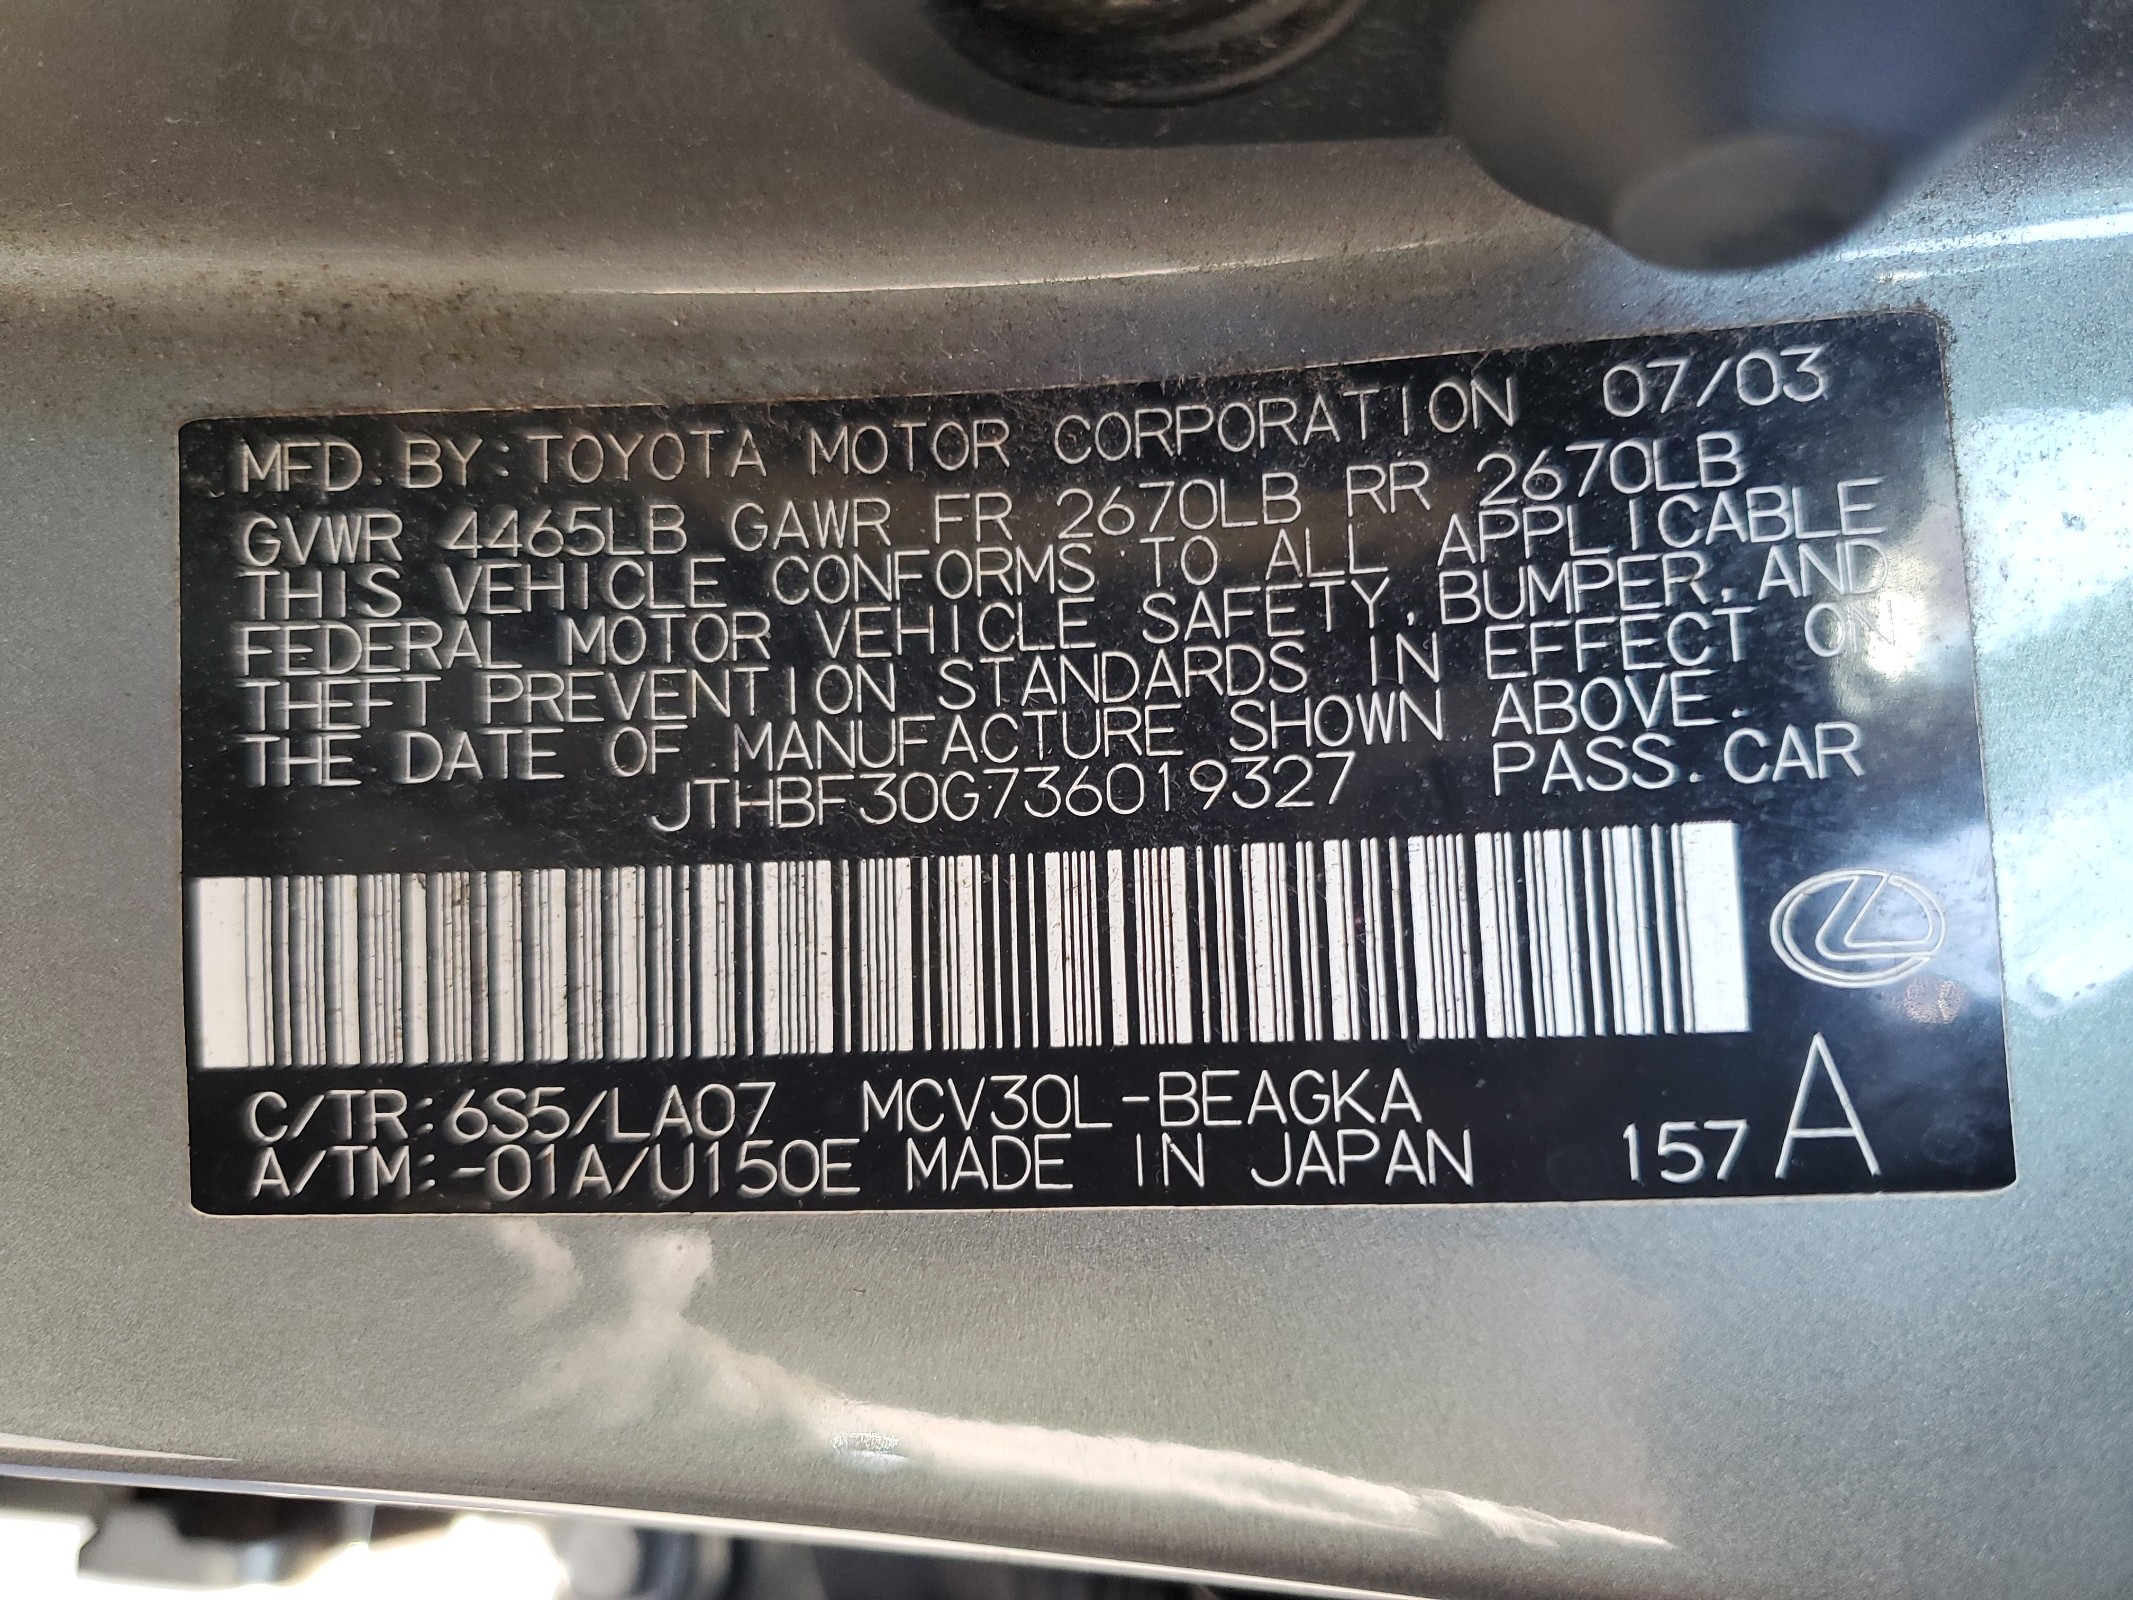 MFD. BY: TOYOTA MOTOR CORPORATION 07/03
GVWR 4465LB GAWR FR 2670LB RR 2670LB
THIS VEHICLE CONFORMS TO ALL APPLICABLE
FEDERAL MOTOR VEHICLE SAFETY, BUMPER, AND
THEFT PREVENTION STANDARDS IN EFFECT ON
THE DATE OF MANUFACTURE SHOWN ABOVE.
JTHBF30G736019327 PASS. CAR
C/TR: 6S5/LA07 MCV30L-BEAGKA
A/TM: -01A/U150E MADE IN JAPAN 157 A